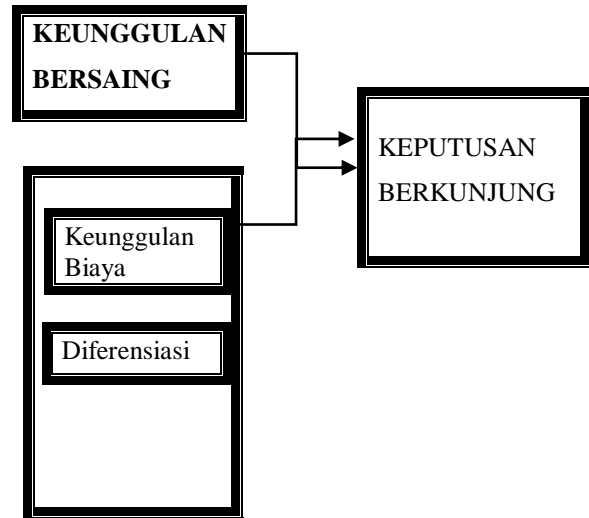 KEUNGGULAN
BERSAING
KEPUTUSAN
BERKUNJUNG
Keunggulan
Biaya
Diferensiasi